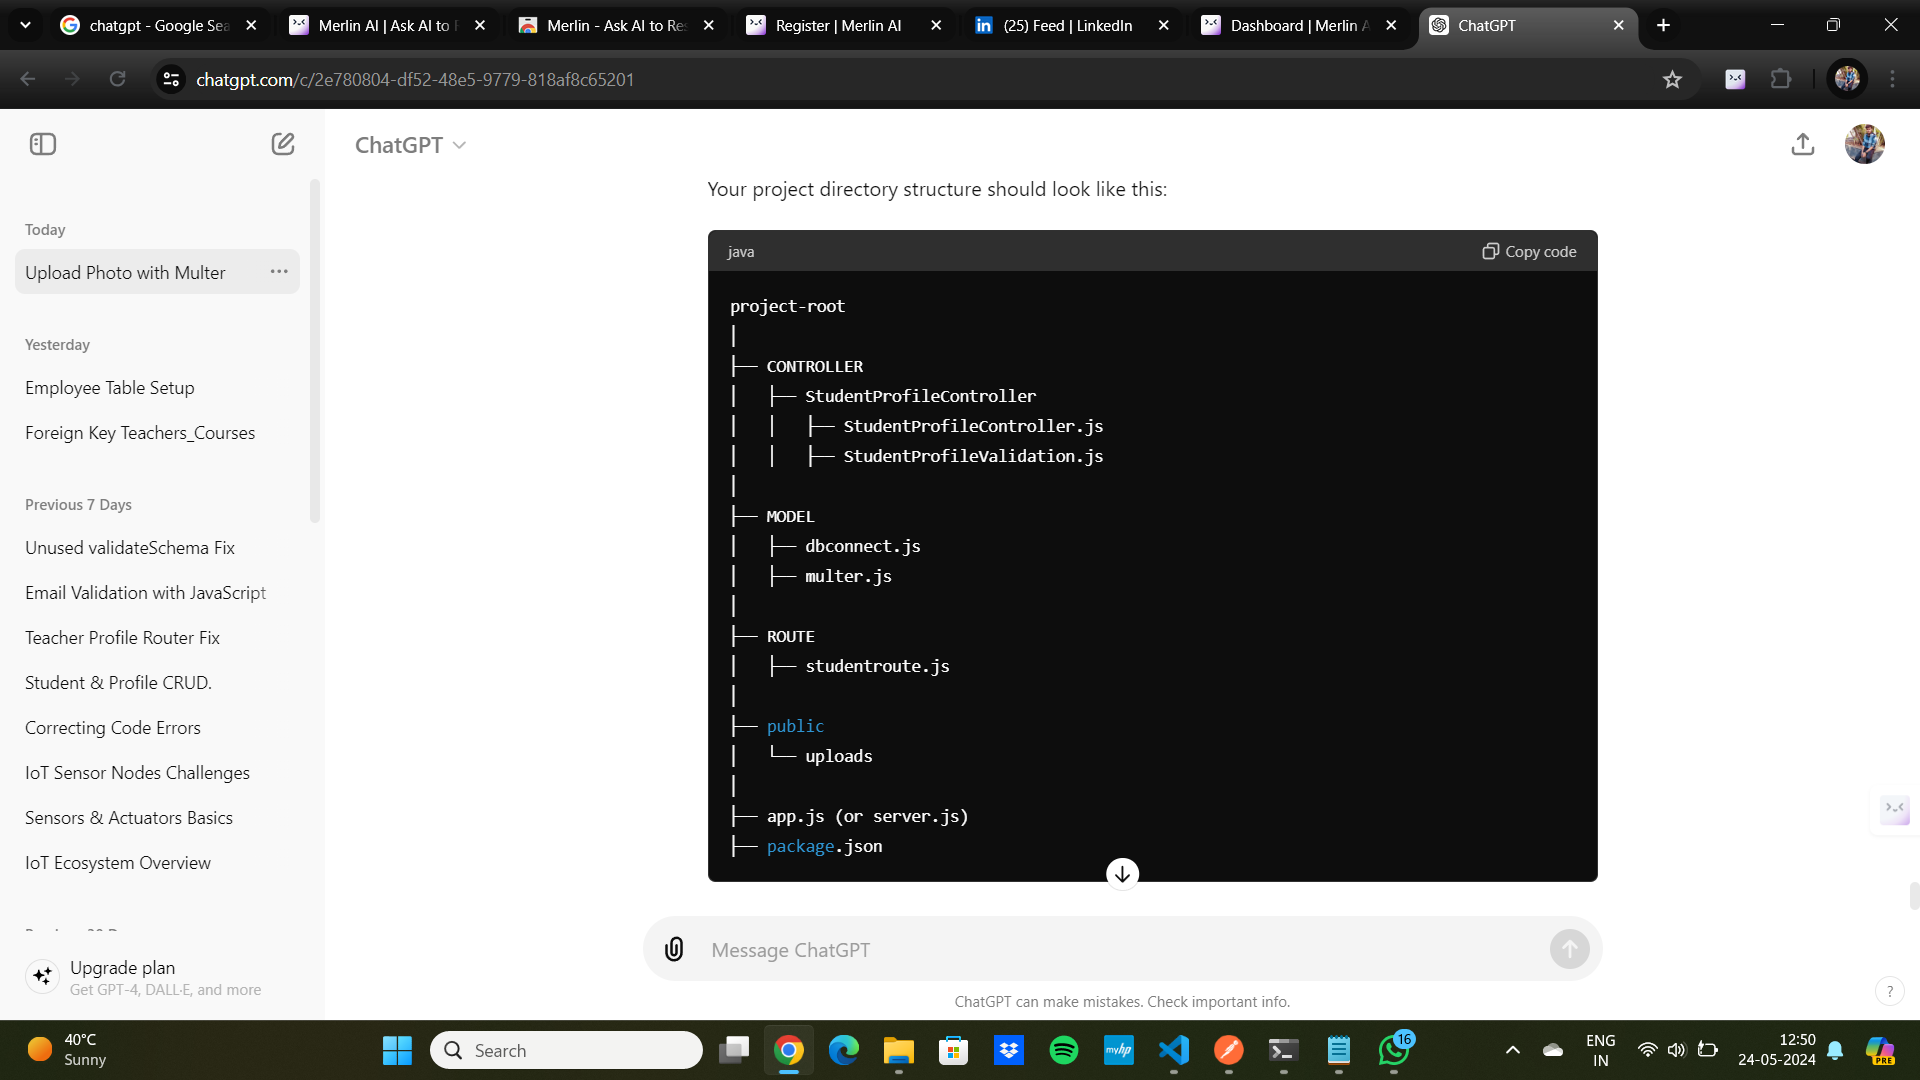 chatgpt - Google Sea
Merlin AI | Ask AI to
Merlin - Ask AI to Res
Register | Merlin AI
(25) Feed | LinkedIn
Dashboard | Merlin A
ChatGPT
chatgpt.com/c/2e780804-df52-48e5-9779-818af8c65201
ChatGPT
Today
Upload Photo with Multer
Yesterday
Employee Table Setup
Foreign Key Teachers_Courses
Previous 7 Days
Unused validateSchema Fix
Email Validation with JavaScript
Teacher Profile Router Fix
Student & Profile CRUD.
Correcting Code Errors
IoT Sensor Nodes Challenges
Sensors & Actuators Basics
IoT Ecosystem Overview
Upgrade plan
Get GPT-4, DALL·E, and more
Your project directory structure should look like this:
java
Copy code
project-root
│
├── CONTROLLER
│   ├── StudentProfileController
│   │   ├── StudentProfileController.js
│   │   ├── StudentProfileValidation.js
│
├── MODEL
│   ├── dbconnect.js
│   ├── multer.js
│
├── ROUTE
│   ├── studentroute.js
│
├── public
│   └── uploads
│
├── app.js (or server.js)
├── package.json
Message ChatGPT
ChatGPT can make mistakes. Check important info.
?
40°C
Sunny
Search
myhp
16
ENG
IN
12:50
24-05-2024
PRE